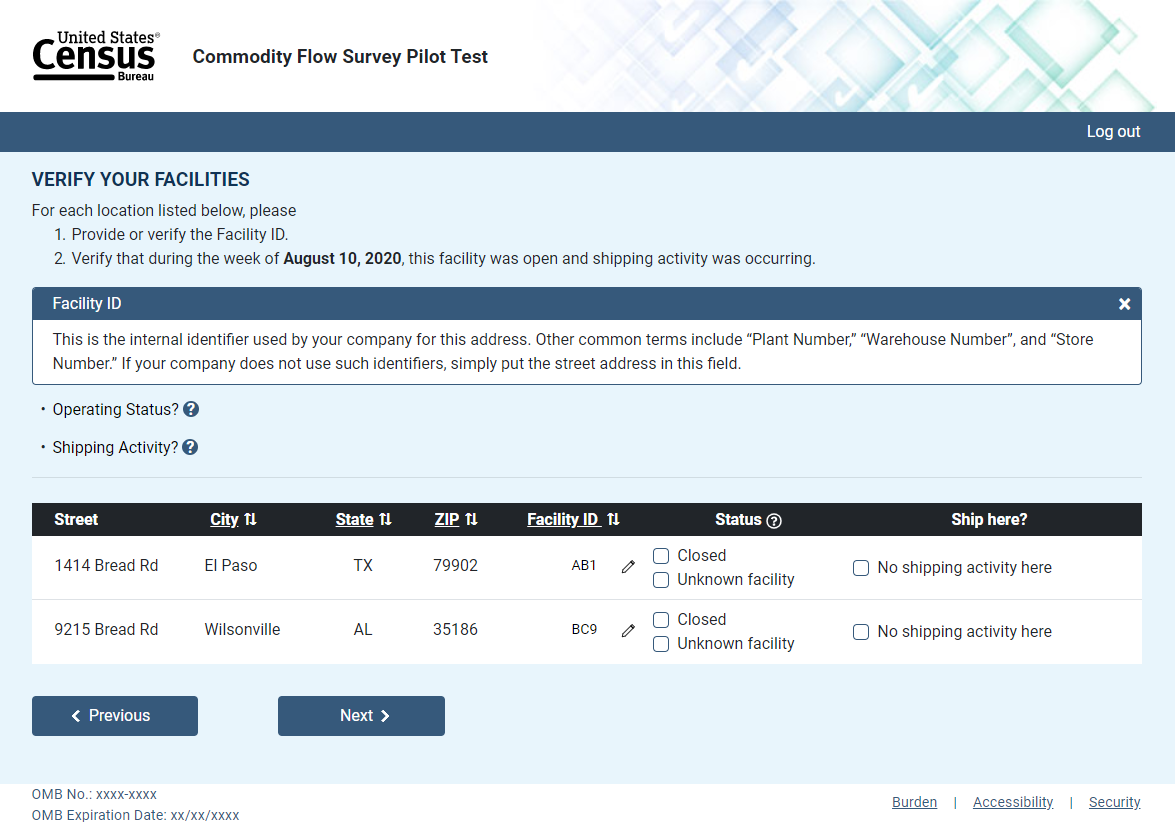 United States®
Census
Bureau
Commodity Flow Survey Pilot Test
Log out
VERIFY YOUR FACILITIES
For each location listed below, please
1. Provide or verify the Facility ID.
2. Verify that during the week of August 10, 2020, this facility was open and shipping activity was occurring.
Facility ID
This is the internal identifier used by your company for this address. Other common terms include “Plant Number,” “Warehouse Number”, and “Store
Number.” If your company does not use such identifiers, simply put the street address in this field.
• Operating Status? ?
• Shipping Activity? ?
Street City State ZIP Facility ID Status ? Ship here?
1414 Bread Rd El Paso TX 79902 AB1 Closed
Unknown facility No shipping activity here
9215 Bread Rd Wilsonville AL 35186 BC9 Closed
Unknown facility No shipping activity here
Previous Next
OMB No.: xxxx-xxxx
OMB Expiration Date: xx/xx/xxxx
Burden | Accessibility | Security